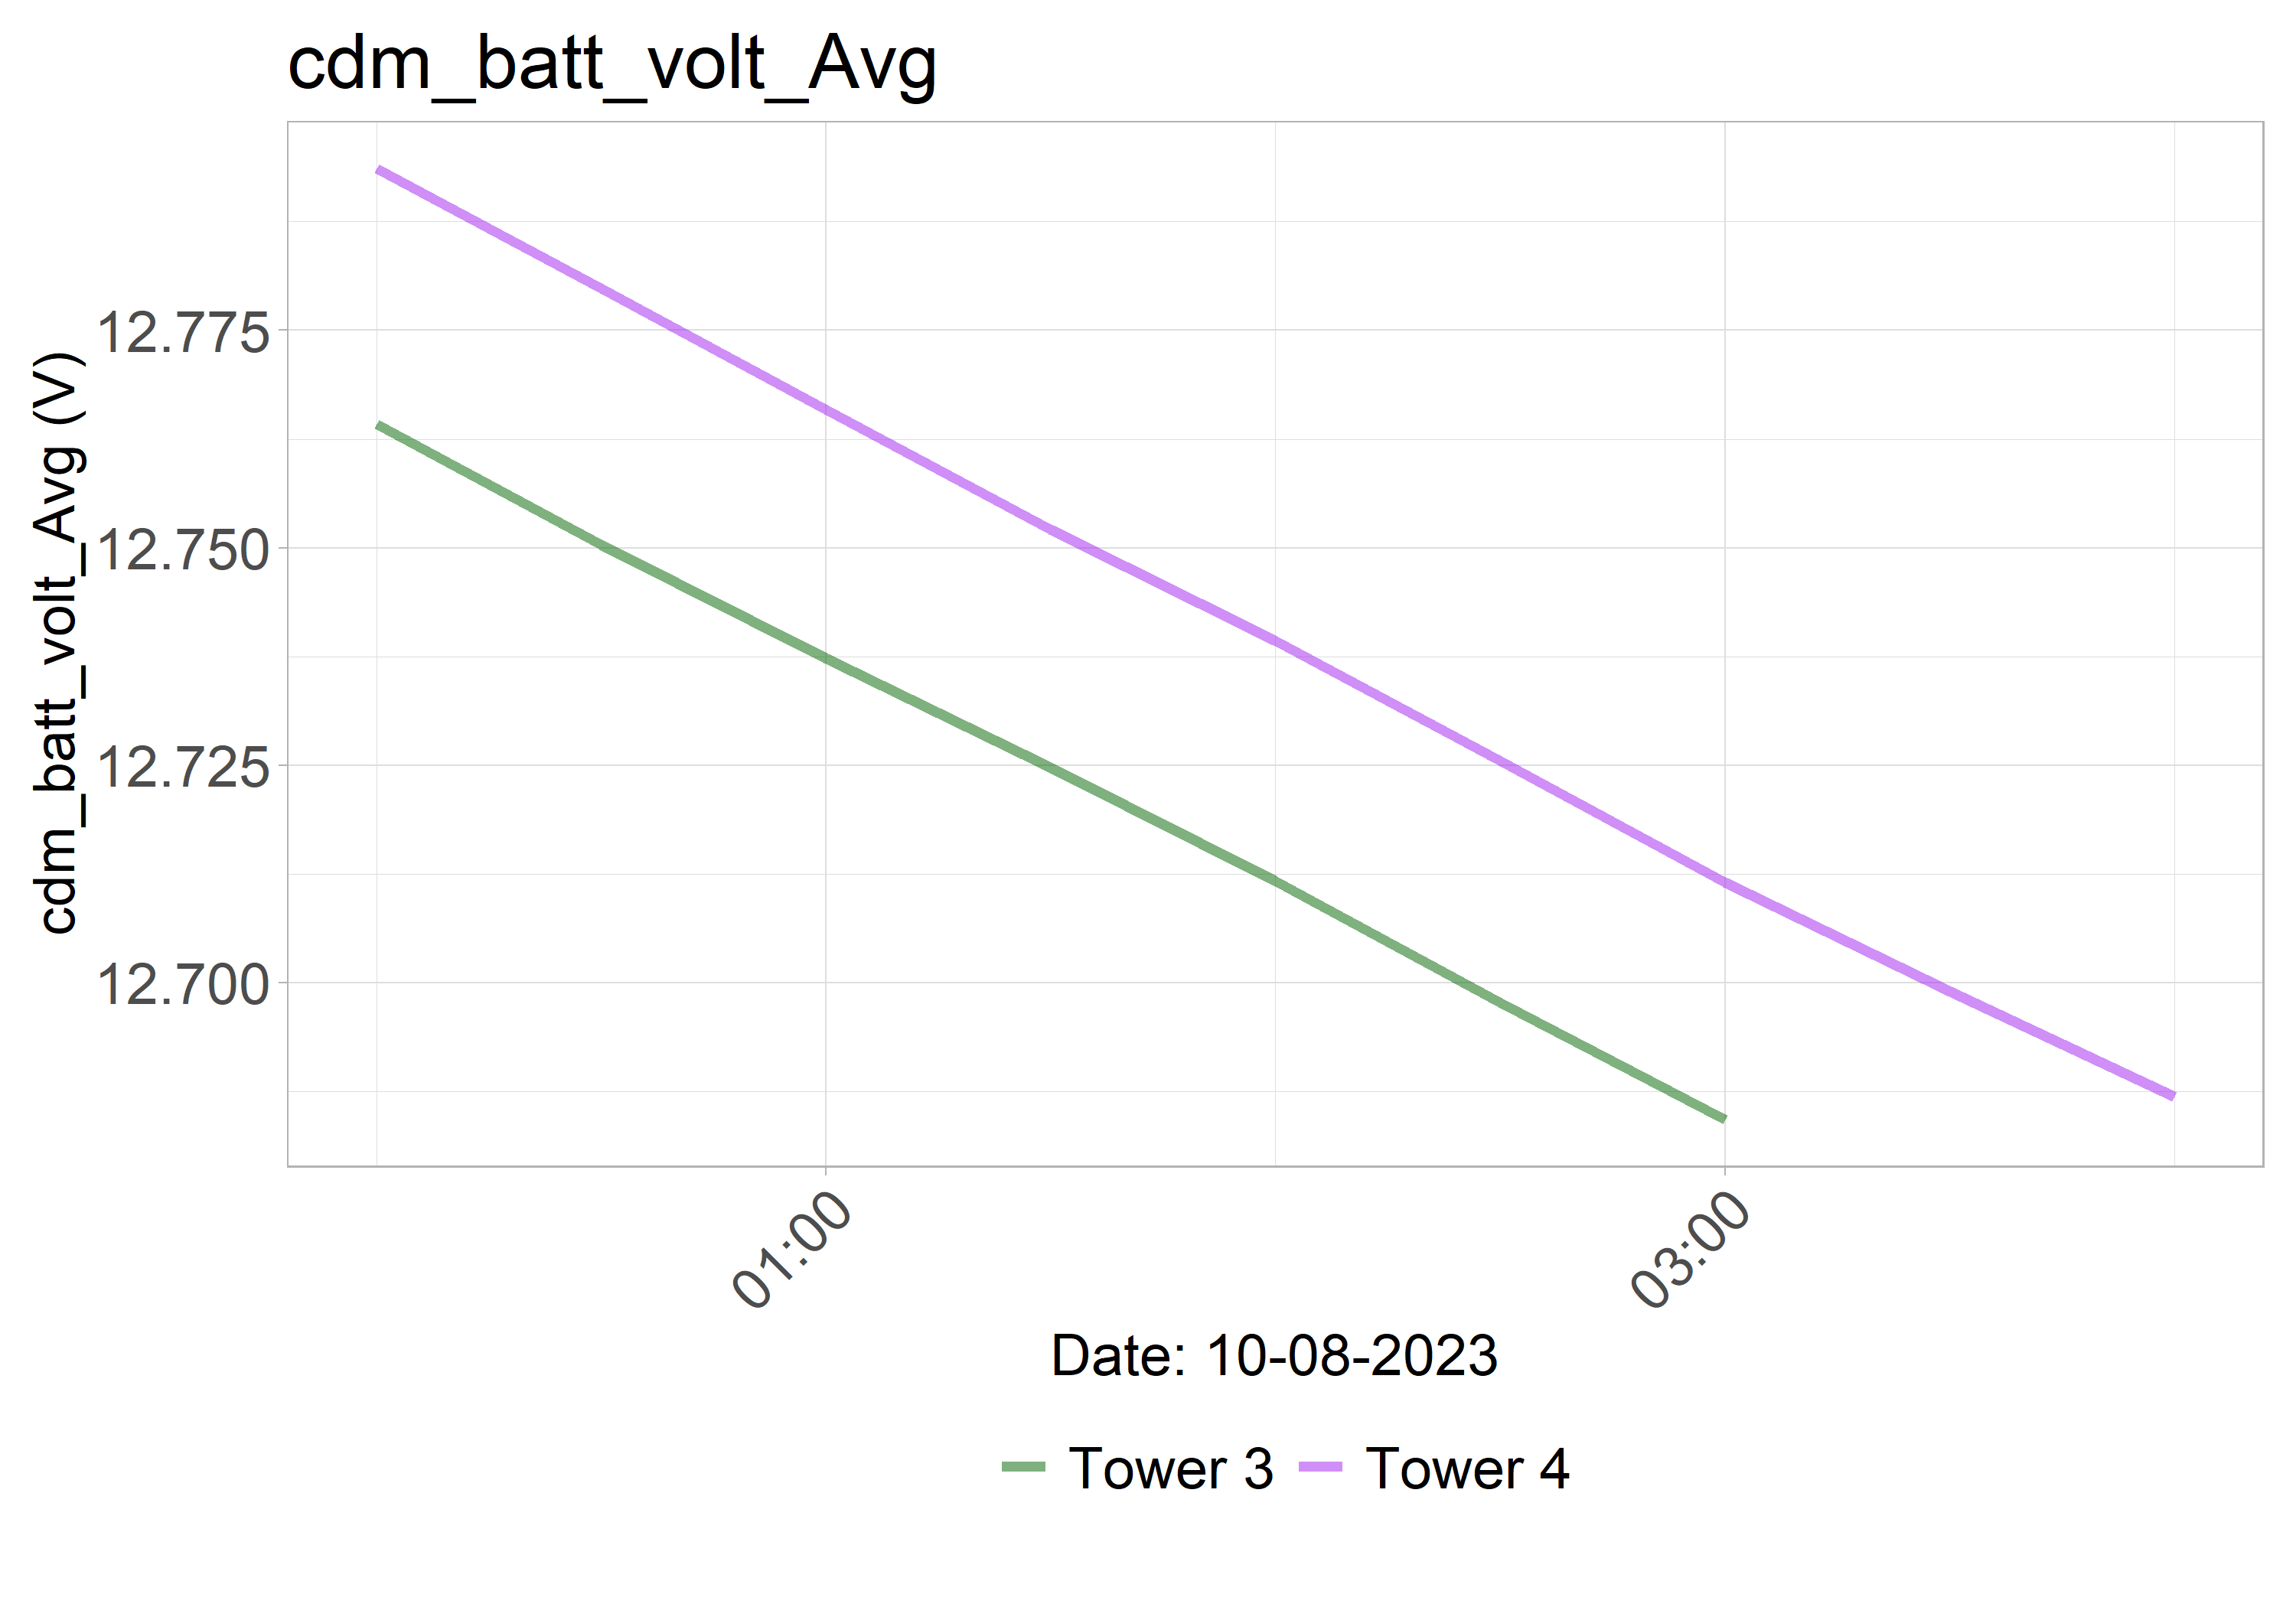 cdm_batt_volt_Avg
cdm_batt_volt_Avg (V)
12.775
12.750
12.725
12.700
01:00
03:00
Date: 10-08-2023
Tower 3
Tower 4